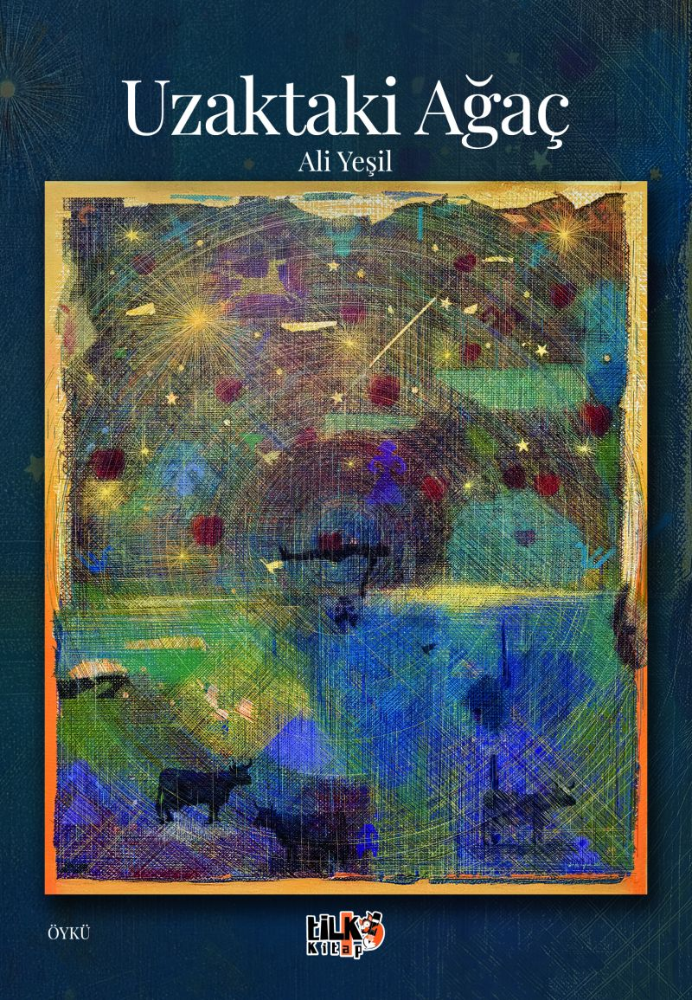 Uzaktaki Ağaç
Ali Yeşil
ÖYKÜ
tilki
Kitap